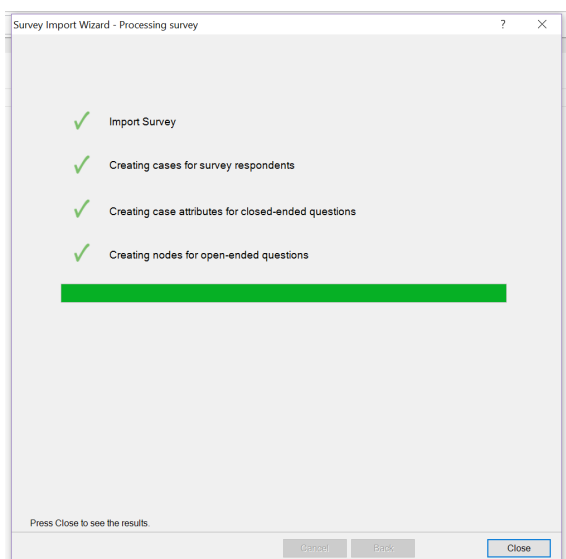 Survey Import Wizard - Processing survey
Import Survey
Creating cases for survey respondents
Creating case attributes for closed-ended questions
Creating nodes for open-ended questions
Press Close to see the results.
Cancel Back Close